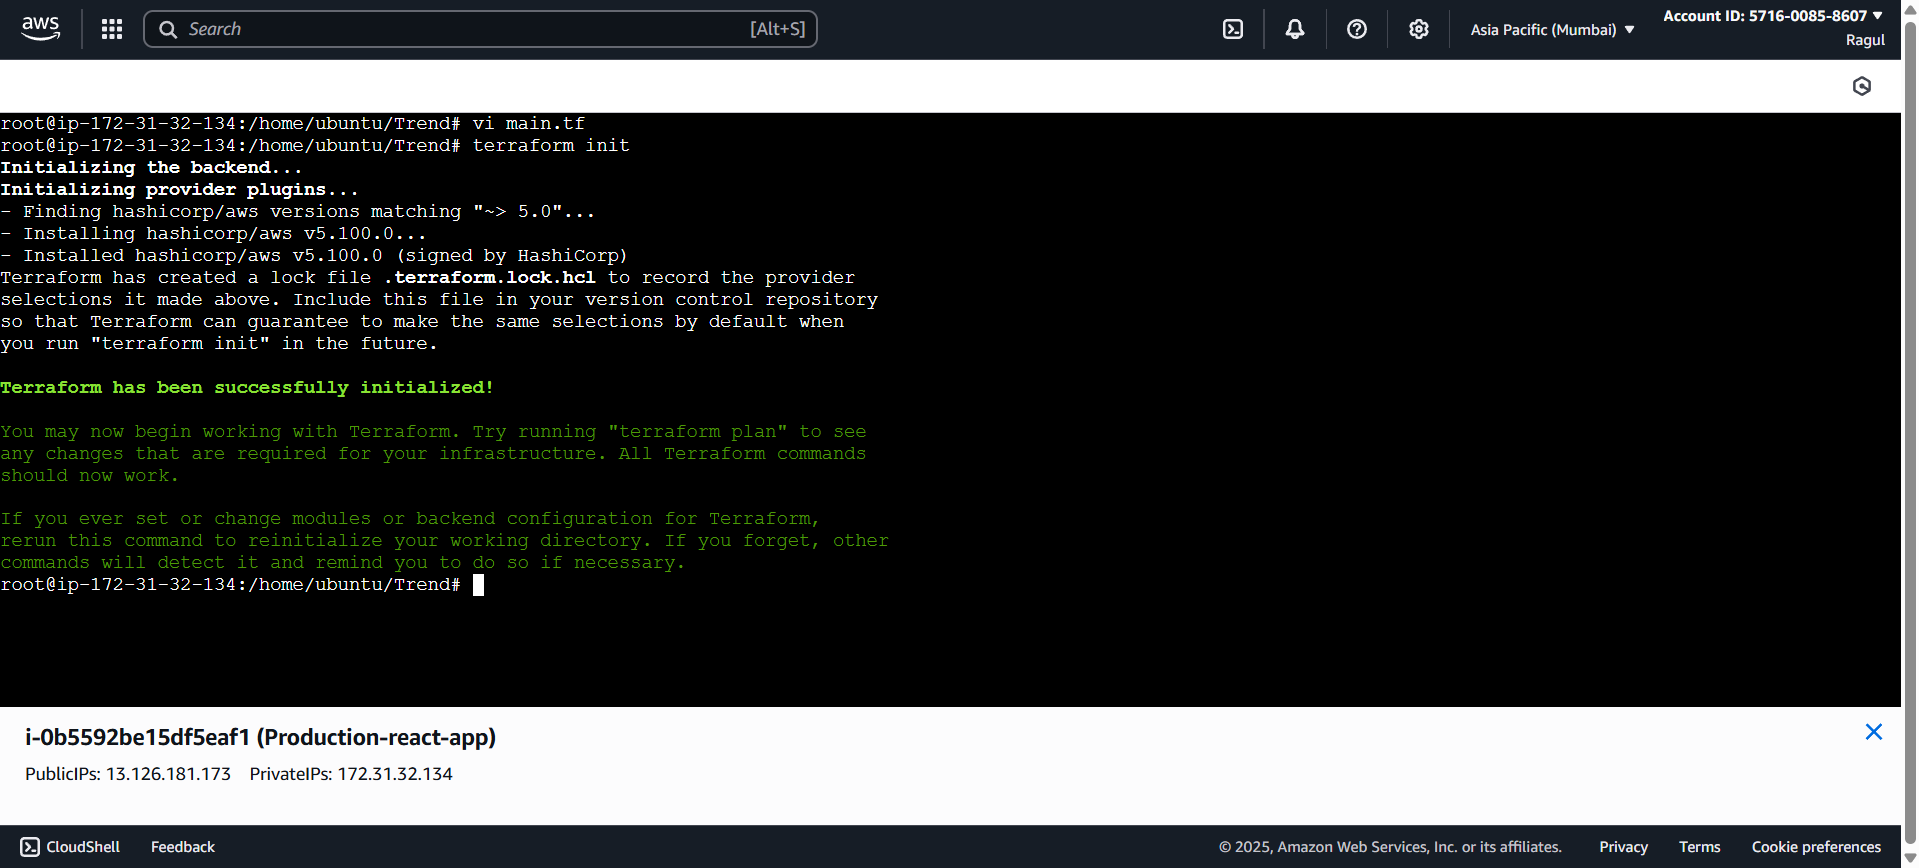 aws
Search
[Alt+S]
Asia Pacific (Mumbai)
Account ID: 5716-0085-8607
Ragul
root@ip-172-31-32-134:/home/ubuntu/Trend# vi main.tf
root@ip-172-31-32-134:/home/ubuntu/Trend# terraform init
Initializing the backend...
Initializing provider plugins...
- Finding hashicorp/aws versions matching "~> 5.0"...
- Installing hashicorp/aws v5.100.0...
- Installed hashicorp/aws v5.100.0 (signed by HashiCorp)
Terraform has created a lock file .terraform.lock.hcl to record the provider
selections it made above. Include this file in your version control repository
so that Terraform can guarantee to make the same selections by default when
you run "terraform init" in the future.
Terraform has been successfully initialized!
You may now begin working with Terraform. Try running "terraform plan" to see
any changes that are required for your infrastructure. All Terraform commands
should now work.
If you ever set or change modules or backend configuration for Terraform,
rerun this command to reinitialize your working directory. If you forget, other
commands will detect it and remind you to do so if necessary.
root@ip-172-31-32-134:/home/ubuntu/Trend#
i-0b5592be15df5eaf1 (Production-react-app)
PublicIPs: 13.126.181.173 PrivateIPs: 172.31.32.134
CloudShell Feedback © 2025, Amazon Web Services, Inc. or its affiliates. Privacy Terms Cookie preferences